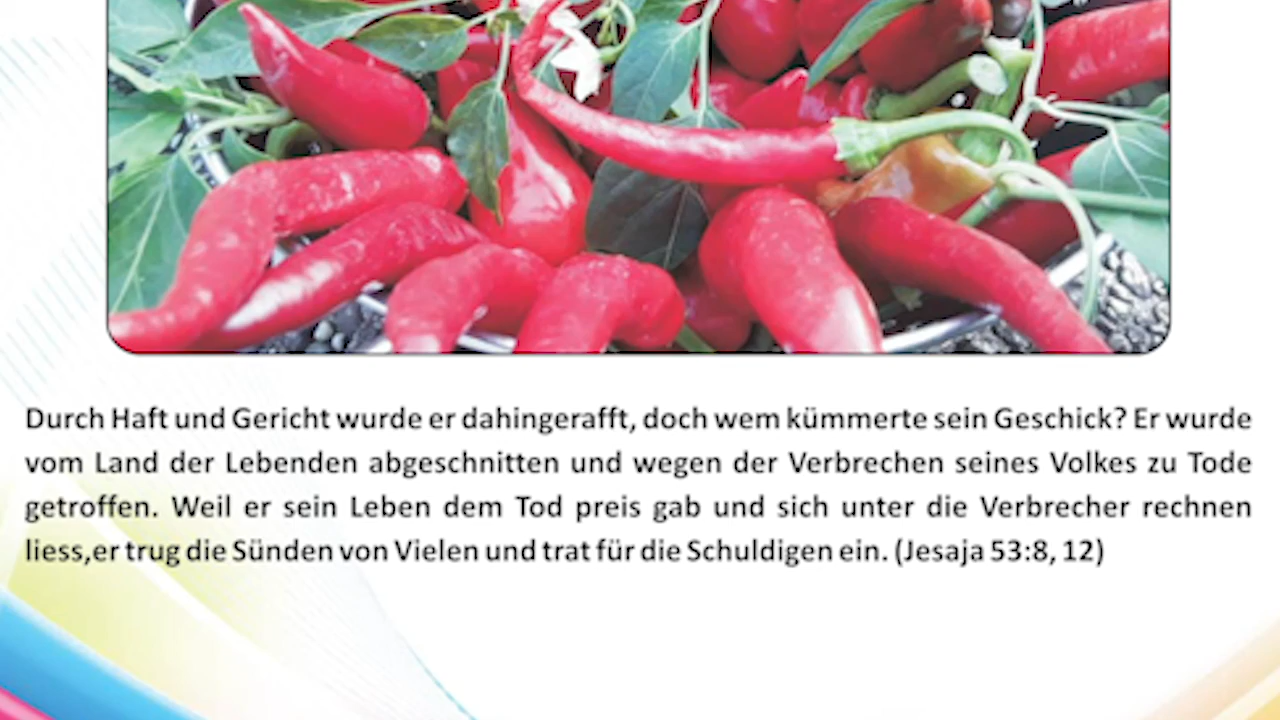 Durch Haft und Gericht wurde er dahingerafft, doch wem kümmerte sein Geschick? Er wurde
vom Land der Lebenden abgeschnitten und wegen der Verbrechen seines Volkes zu Tode
getroffen. Weil er sein Leben dem Tod preis gab und sich unter die Verbrecher rechnen
liess,er trug die Sünden von Vielen und trat für die Schuldigen ein. (Jesaja 53:8, 12)